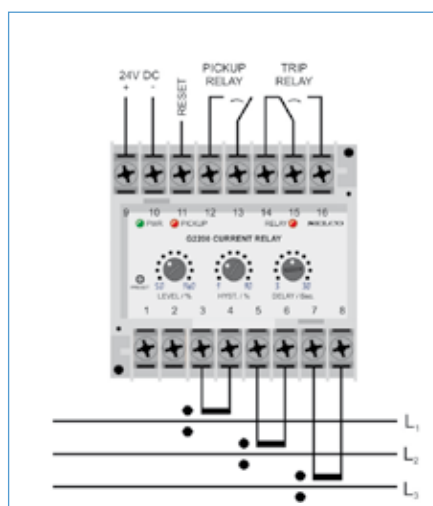 24V DC
+ -
RESET
PICKUP RELAY
TRIP RELAY
9 10 11 12 13 14 15 16
PWR PICKUP RELAY
G2200 CURRENT RELAY
RESET
LEVEL / % HYST. / % DELAY / Sec.
1 2 3 4 5 6 7 8
L1
L2
L3